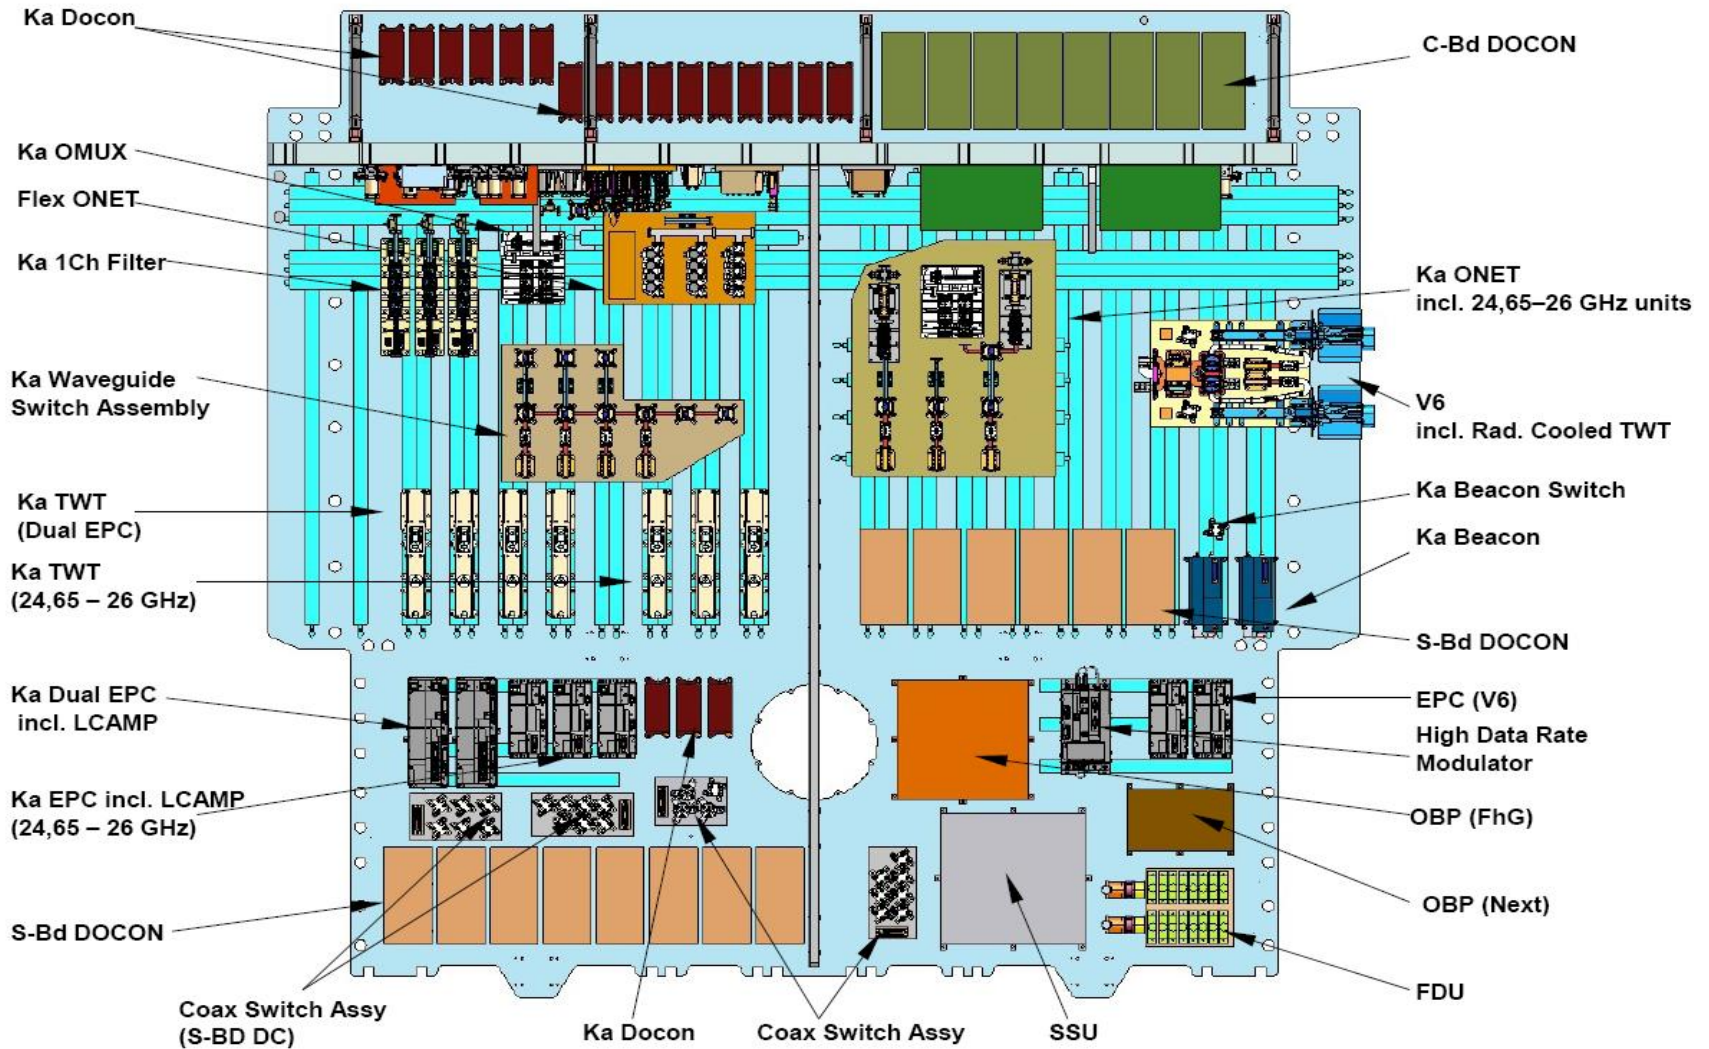 Ka Docon
C-Bd DOCON
Ka OMUX
Flex ONET
Ka 1Ch Filter
Ka ONET
incl. 24,65–26 GHz units
Ka Waveguide
Switch Assembly
V6
incl. Rad. Cooled TWT
Ka TWT
(Dual EPC)
Ka Beacon Switch
Ka Beacon
Ka TWT
(24,65 – 26 GHz)
S-Bd DOCON
Ka Dual EPC
incl. LCAMP
EPC (V6)
High Data Rate
Modulator
Ka EPC incl. LCAMP
(24,65 – 26 GHz)
OBP (FhG)
OBP (Next)
S-Bd DOCON
FDU
Coax Switch Assy
(S-BD DC)
Ka Docon
Coax Switch Assy
SSU